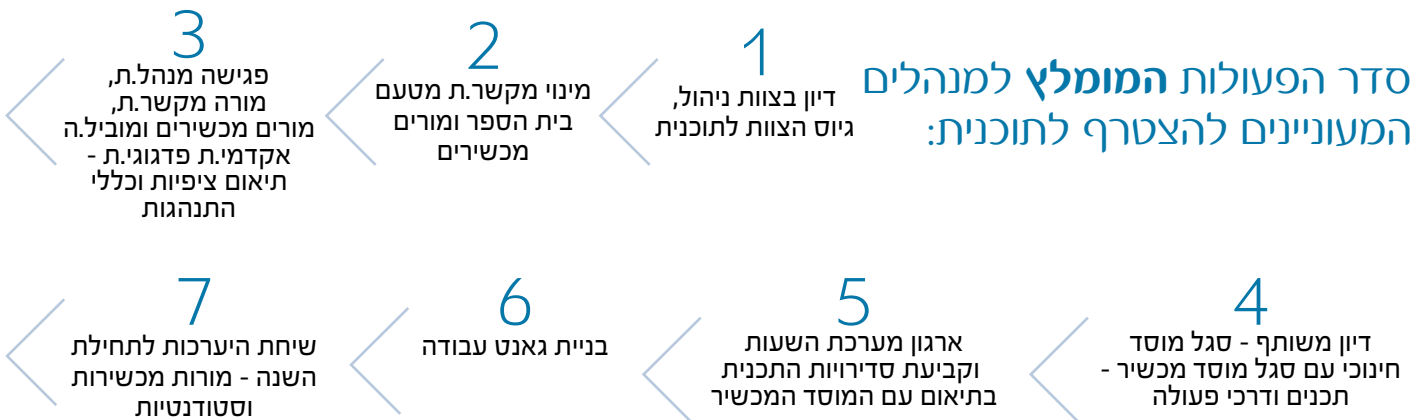 סדר הפעולות המומלץ למנהלים
המעוניינים להצטרף לתוכנית:
1
דיון בצוות ניהול,
גיוס הצוות לתוכנית
2
מינוי מקשר.ת מטעם
בית הספר ומורים
מכשירים
3
פגישה מנהל.ת,
מורה מקשר.ת,
מורים מכשירים ומוביל.ה
אקדמי.ת פדגוגי.ת -
תיאום ציפיות וכללי
התנהגות
4
דיון משותף - סגל מוסד
חינוכי עם סגל מוסד מכשיר -
תכנים ודרכי פעולה
5
ארגון מערכת השעות
וקביעת סדירויות התכנית
בתיאום עם המוסד המכשיר
6
בניית גאנט עבודה
7
שיחת היערכות לתחילת
השנה - מורות מכשירות
וסטודנטיות